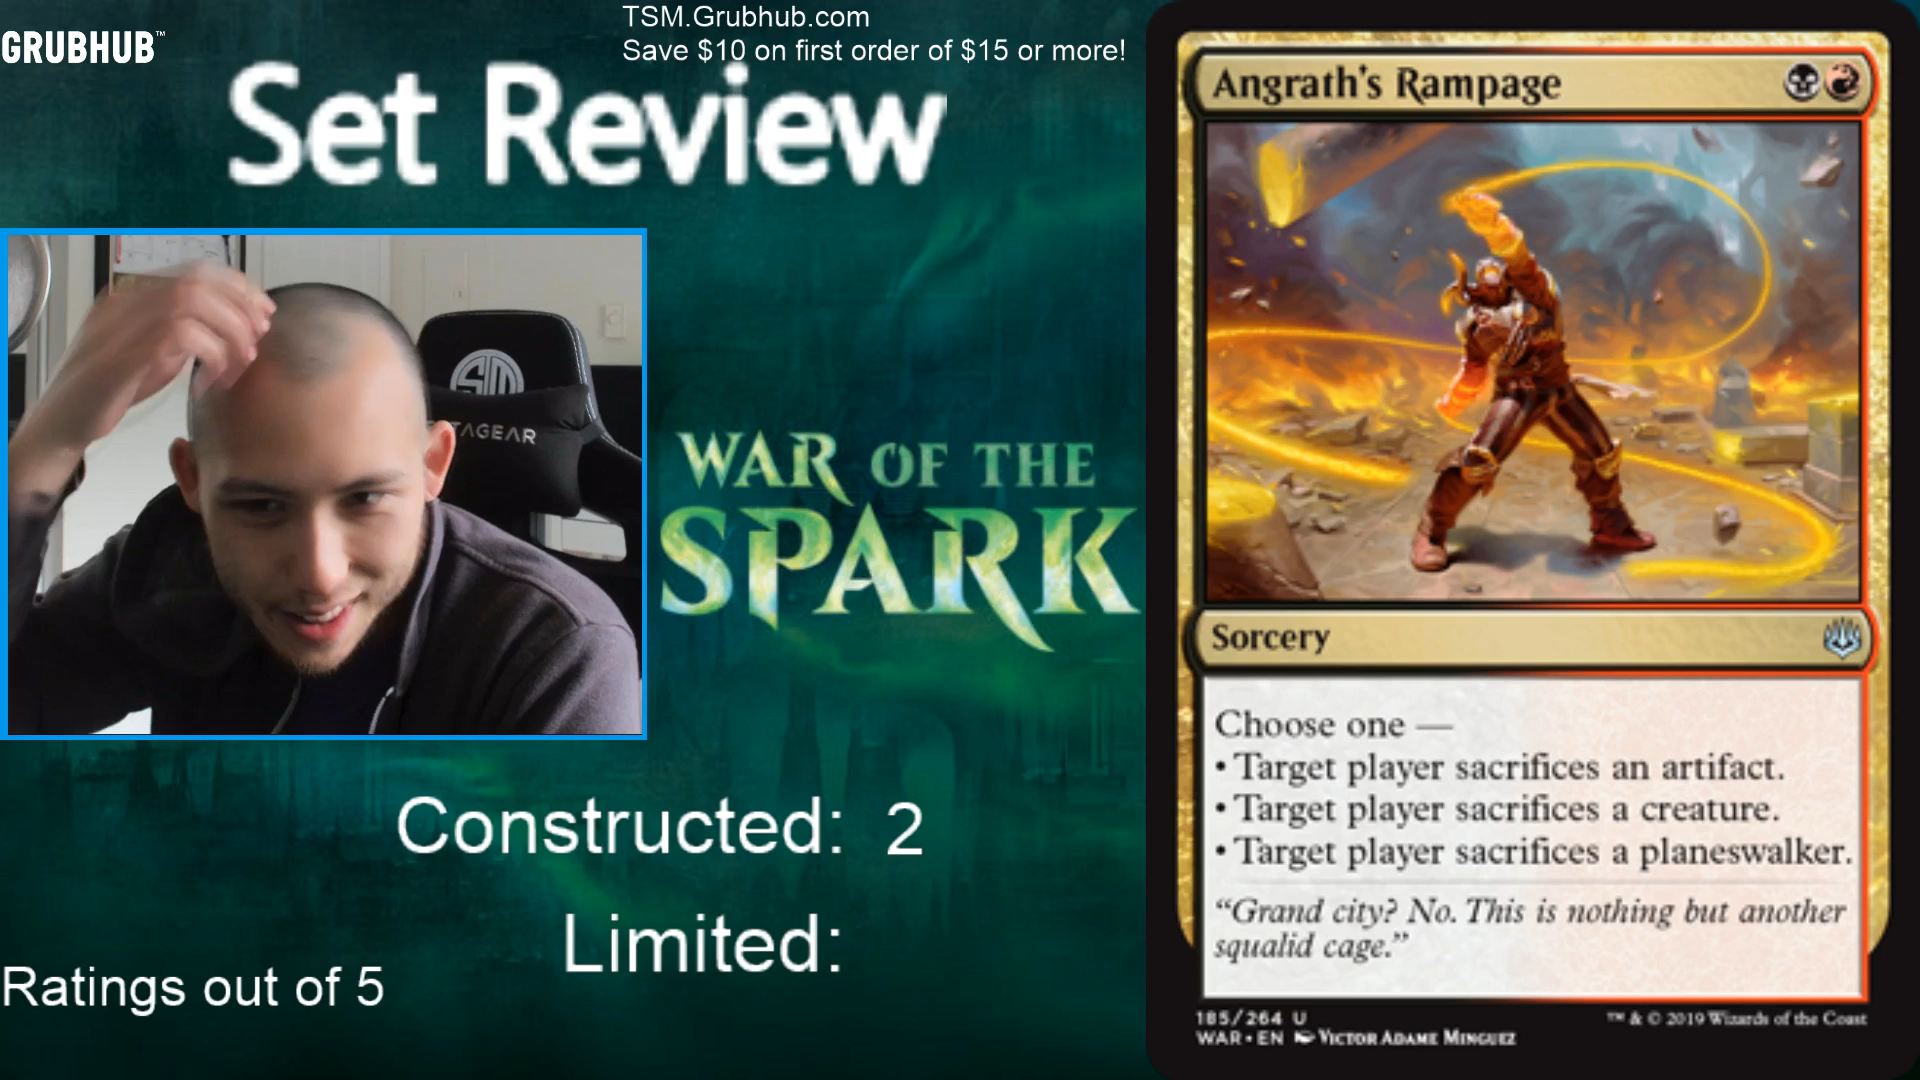 GRUBHUB™
TSM.Grubhub.com
Save $10 on first order of $15 or more!
Set Review
TAGEAR
WAR OF THE
SPARK
Constructed: 2
Limited:
Ratings out of 5
Angrath's Rampage
Sorcery
Choose one —
• Target player sacrifices an artifact.
• Target player sacrifices a creature.
• Target player sacrifices a planeswalker.
“Grand city? No. This is nothing but another
squalid cage.”
185/264 U
WAR • EN Victor Adame Minguez
™ & © 2019 Wizards of the Coast